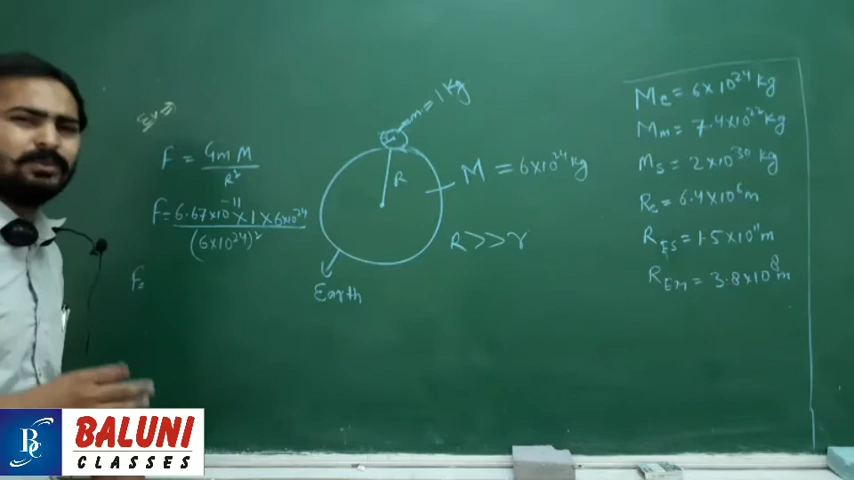 Ex ⇒
F = GmM / R²
F = 6.67×10⁻¹¹×1×6×10²⁴ / (6×10²⁴)²
F=
m = 1 kg
R
M = 6×10²⁴ kg
R>>r
Earth
Me = 6×10²⁴ kg
Mm = 7.4×10²² kg
Ms = 2×10³⁰ kg
Re = 6.4×10⁶ m
R_ES = 1.5×10¹¹ m
R_Em = 3.8×10⁸ m
BALUNI
CLASSES